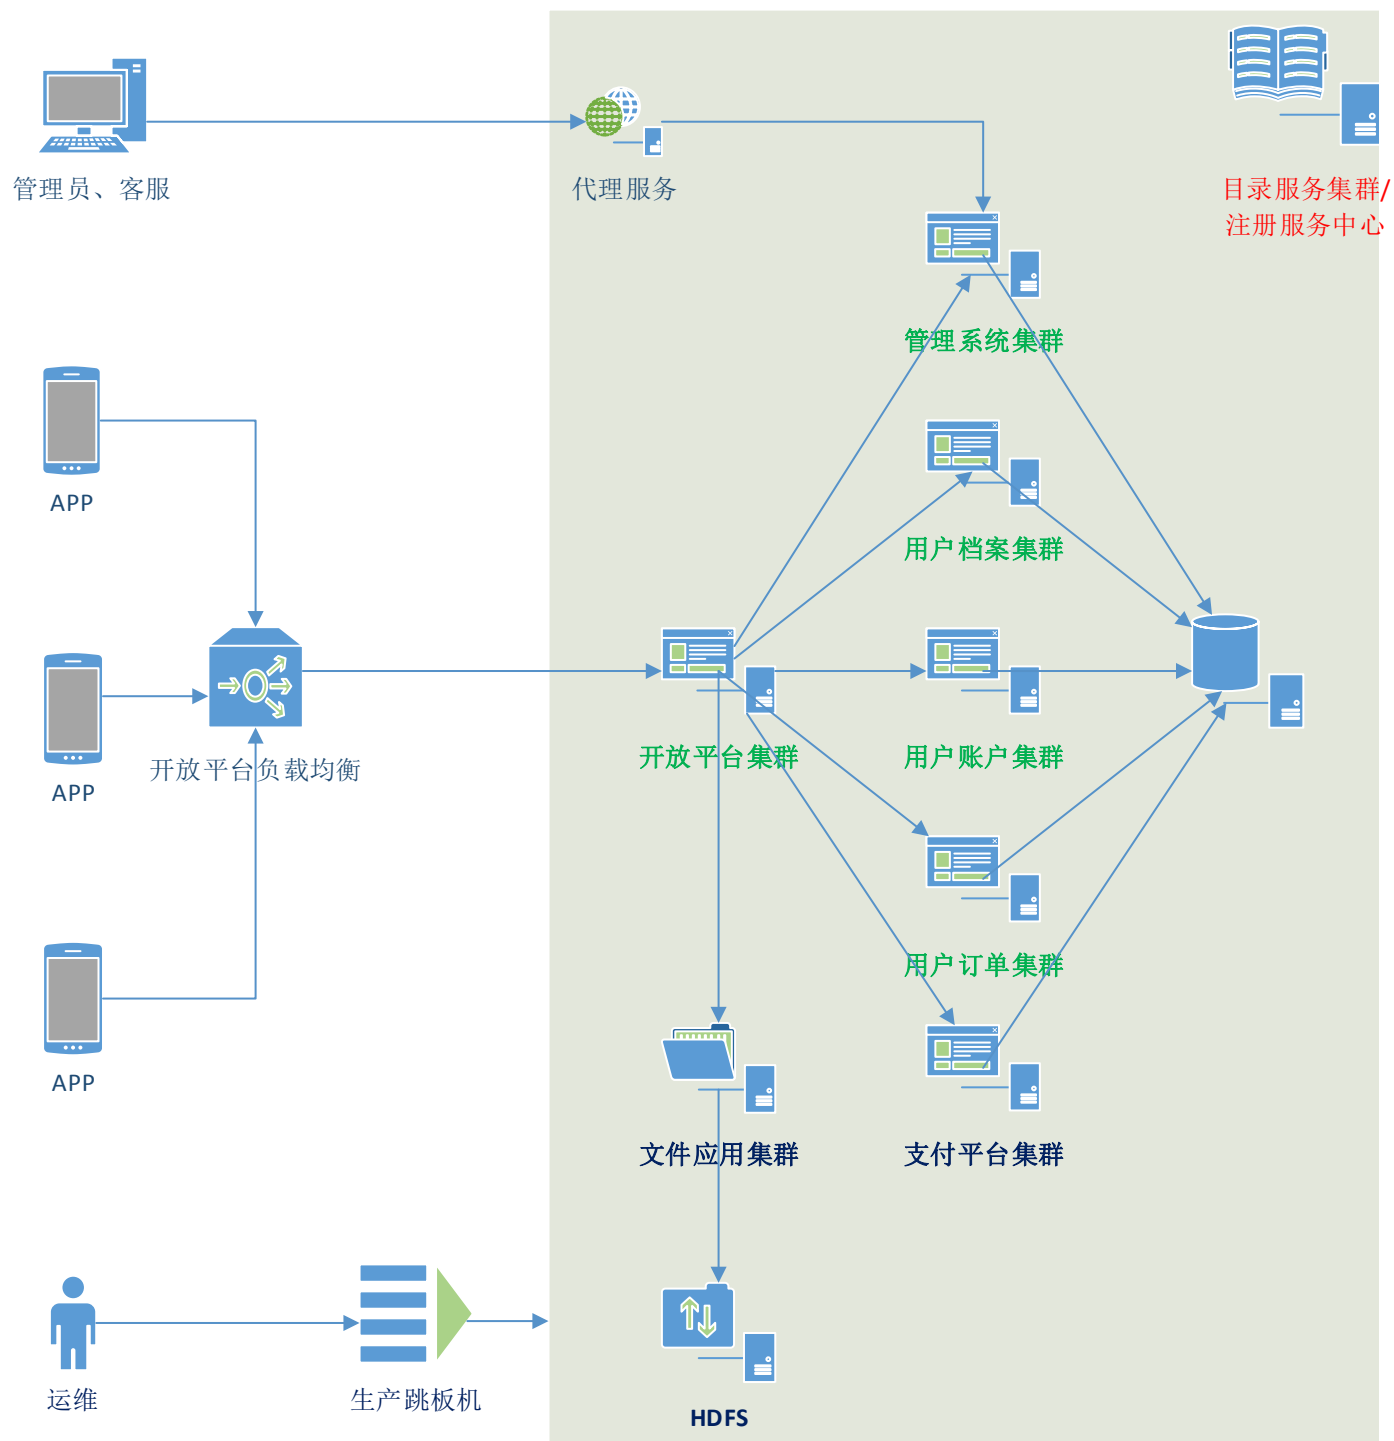 管理员、客服
代理服务
目录服务集群/
注册服务中心
管理系统集群
APP
用户档案集群
开放平台负载均衡
开放平台集群
用户账户集群
APP
用户订单集群
APP
文件应用集群
支付平台集群
运维
生产跳板机
HDFS